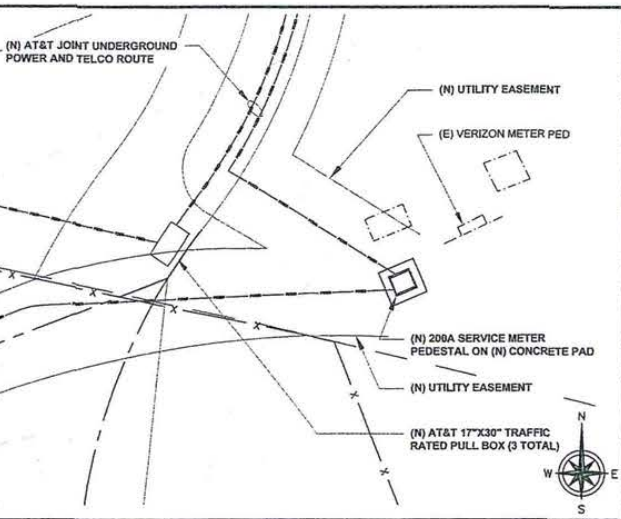 (N) AT&T JOINT UNDERGROUND
POWER AND TELCO ROUTE
(N) UTILITY EASEMENT
(E) VERIZON METER PED
(N) 200A SERVICE METER
PEDESTAL ON (N) CONCRETE PAD
(N) UTILITY EASEMENT
(N) AT&T 17"X30" TRAFFIC
RATED PULL BOX (3 TOTAL)
N
W E
S
X
X
X
X
X
X